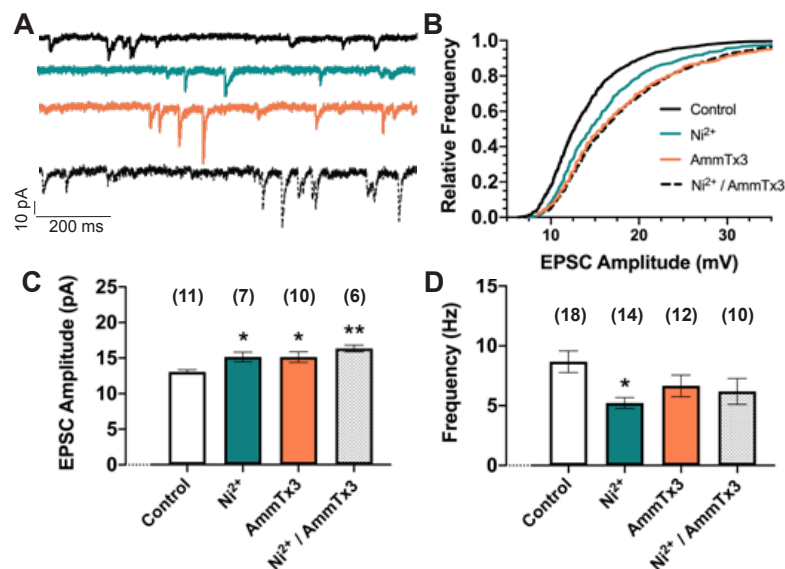 A
10 pA
200 ms
B
Relative Frequency
1.0
0.8
0.6
0.4
0.2
0.0
10
20
30
EPSC Amplitude (mV)
Control
Ni²⁺
AmmTx3
Ni²⁺ / AmmTx3
C
EPSC Amplitude (pA)
25
20
15
10
5
0
(11)
(7)
(10)
(6)
*
*
**
Control
Ni²⁺
AmmTx3
Ni²⁺ / AmmTx3
D
Frequency (Hz)
15
10
5
0
(18)
(14)
(12)
(10)
*
Control
Ni²⁺
AmmTx3
Ni²⁺ / AmmTx3